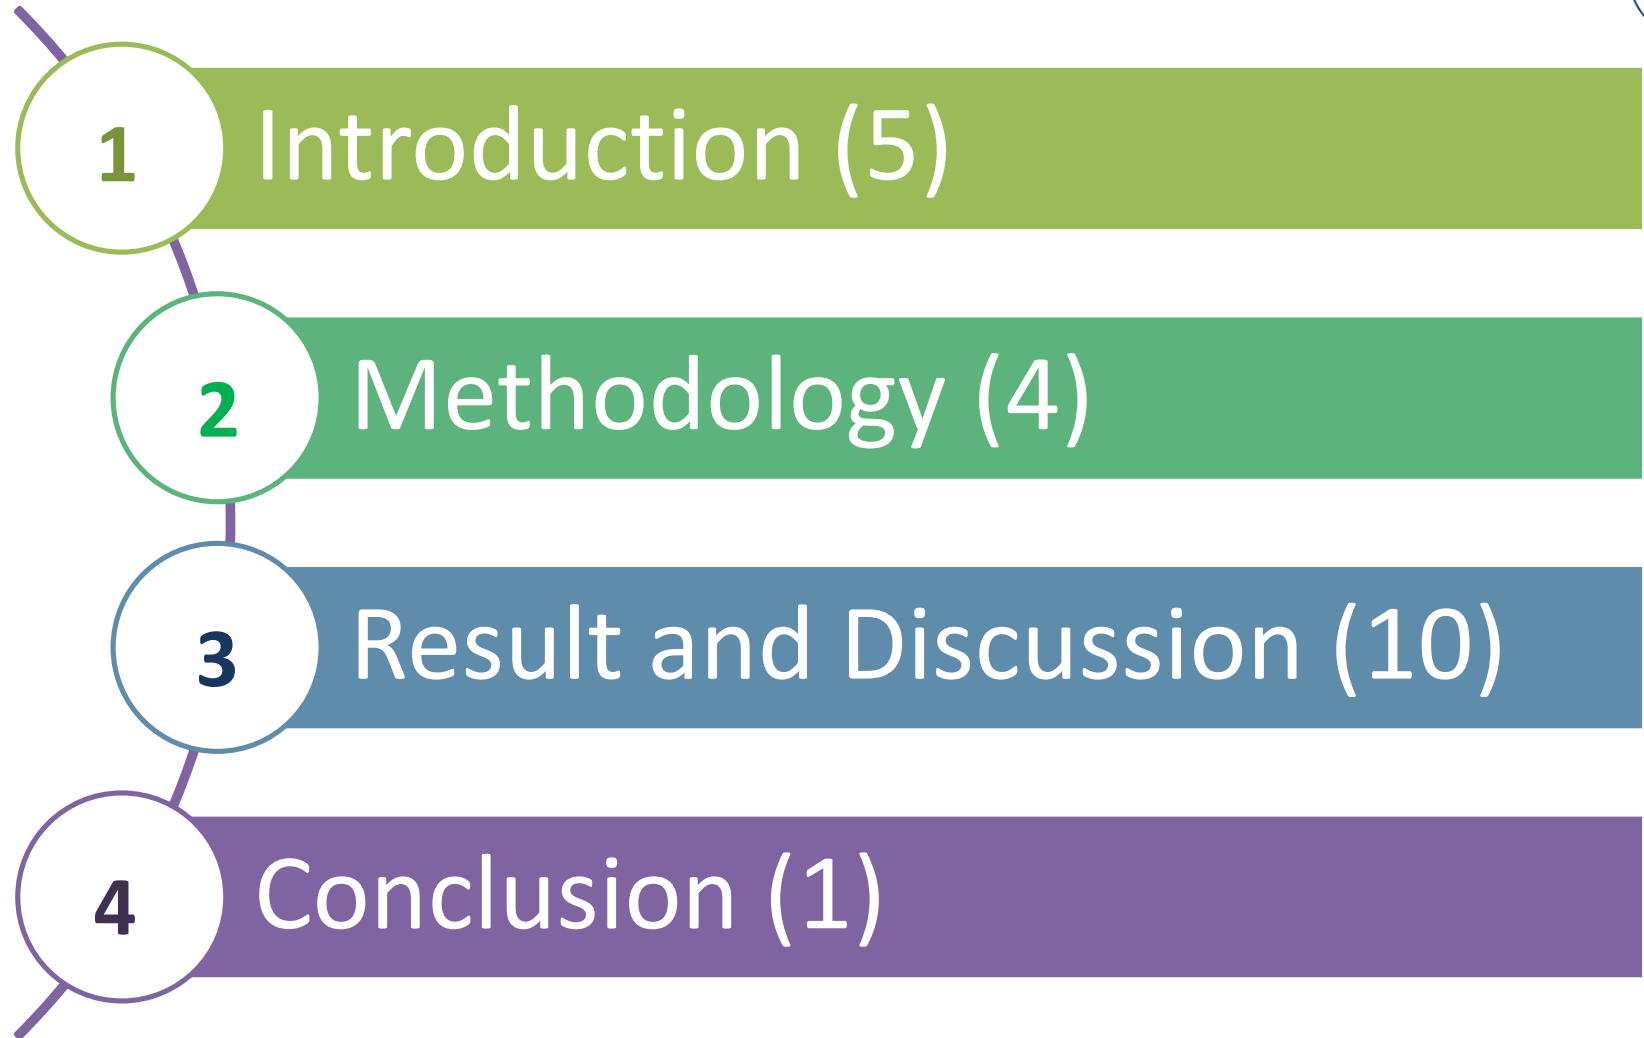 1 Introduction (5)
2 Methodology (4)
3 Result and Discussion (10)
4 Conclusion (1)